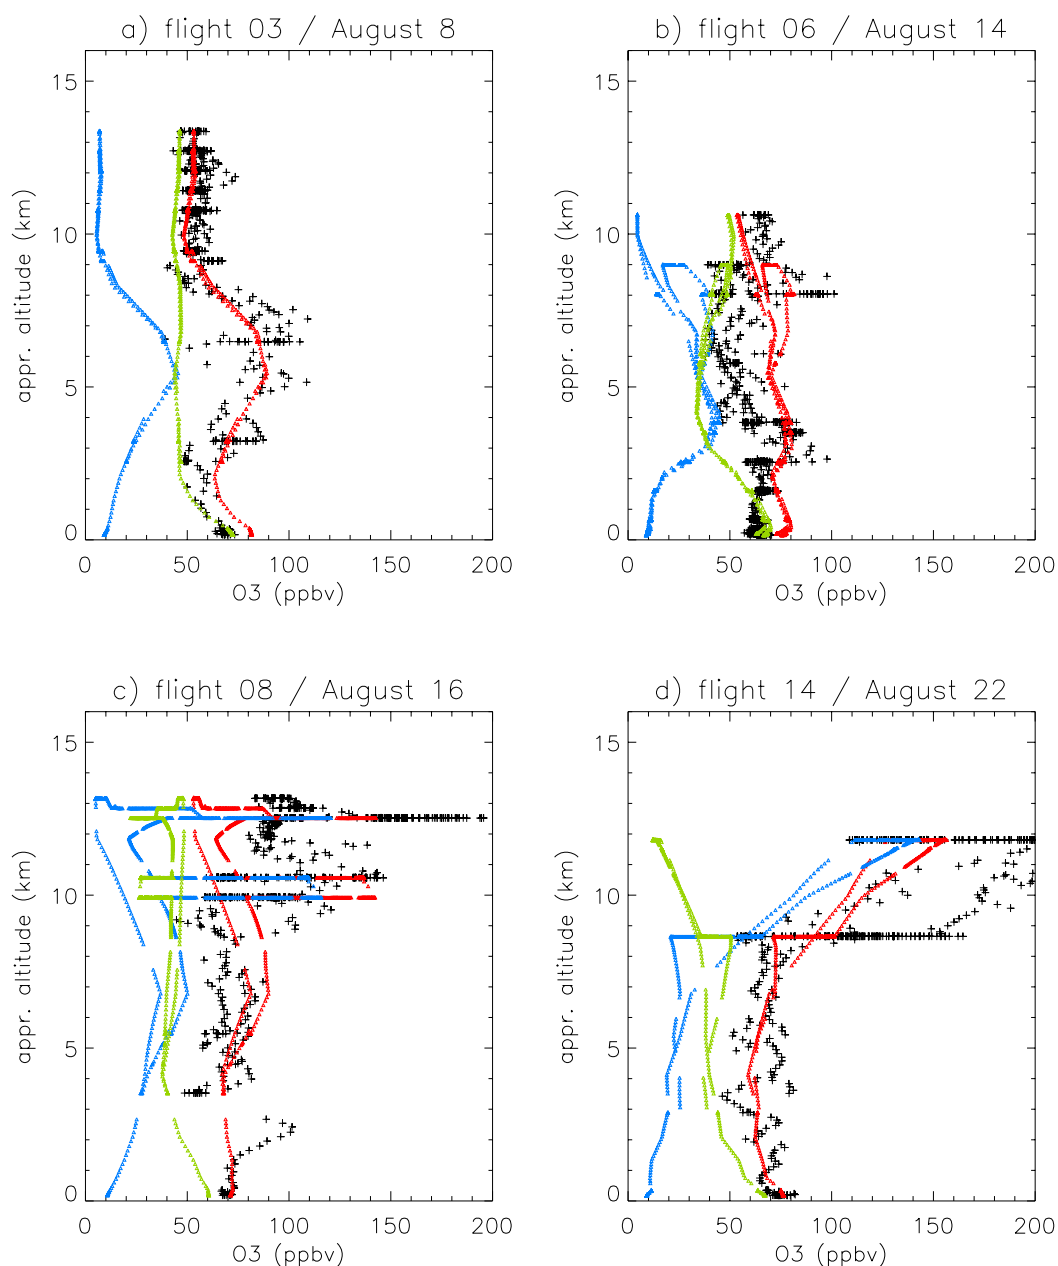 a) flight 03 / August 8
15
10
5
0
appr. altitude (km)
0 50 100 150 200
O3 (ppbv)
b) flight 06 / August 14
15
10
5
0
appr. altitude (km)
0 50 100 150 200
O3 (ppbv)
c) flight 08 / August 16
15
10
5
0
appr. altitude (km)
0 50 100 150 200
O3 (ppbv)
d) flight 14 / August 22
15
10
5
0
appr. altitude (km)
0 50 100 150 200
O3 (ppbv)